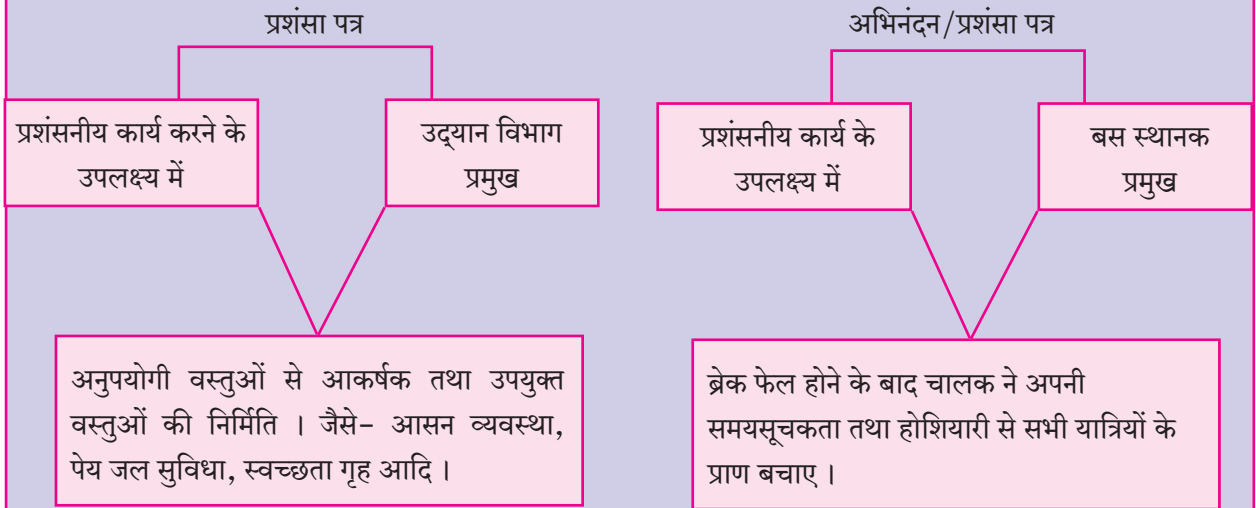 प्रशंसा पत्र
प्रशंसनीय कार्य करने के
उपलक्ष्य में
उद्‌यान विभाग
प्रमुख
अनुपयोगी वस्तुओं से आकर्षक तथा उपयुक्त
वस्तुओं की निर्मिति । जैसे- आसन व्यवस्था,
पेय जल सुविधा, स्वच्छता गृह आदि ।
अभिनंदन/प्रशंसा पत्र
प्रशंसनीय कार्य के
उपलक्ष्य में
बस स्थानक
प्रमुख
ब्रेक फेल होने के बाद चालक ने अपनी
समयसूचकता तथा होशियारी से सभी यात्रियों के
प्राण बचाए ।